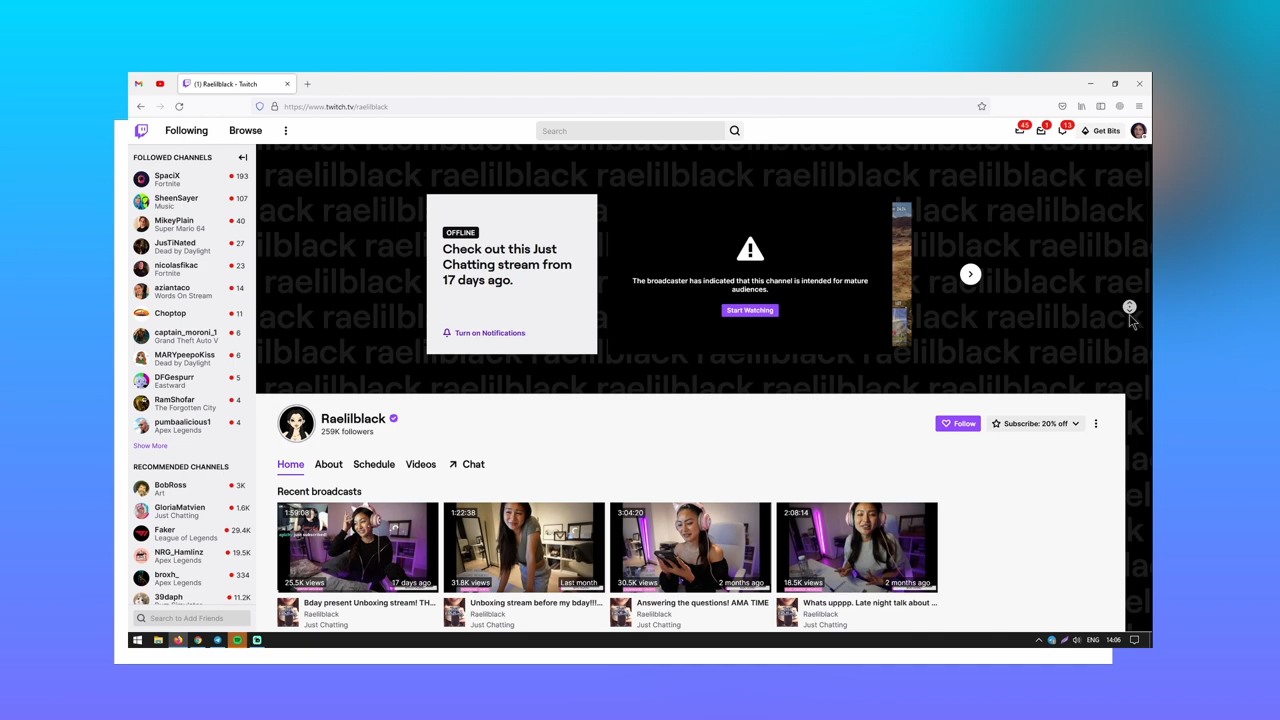 (1) Raelilblack - Twitch
https://www.twitch.tv/raelilblack
Following
Browse
Search
45
1
13
Get Bits
FOLLOWED CHANNELS
SpaciX
193
Fortnite
SheenSayer
107
Music
MikeyPlain
40
Super Mario 64
JusTiNated
27
Dead by Daylight
nicolasfikac
23
Fortnite
aziantaco
14
Words On Stream
Choptop
11
captain_moroni_1
6
Grand Theft Auto V
MARYpeepoKiss
6
Dead by Daylight
DFGespurr
5
Eastward
RamShofar
4
The Forgotten City
pumbaalicious1
4
Apex Legends
Show More
RECOMMENDED CHANNELS
BobRoss
3K
Art
GloriaMatvien
1.6K
Just Chatting
Faker
29.4K
League of Legends
NRG_Hamlinz
19.5K
Apex Legends
broxh_
334
Apex Legends
39daph
11.2K
Search to Add Friends
raelilblack raelilblack raelilblack raelilblack
OFFLINE
Check out this Just
Chatting stream from
17 days ago.
Turn on Notifications
The broadcaster has indicated that this channel is intended for mature
audiences.
Start Watching
Raelilblack
259K followers
Follow
Subscribe: 20% off
Home
About
Schedule
Videos
Chat
Recent broadcasts
1:59:08
25.5K views
17 days ago
Bday present Unboxing stream! TH...
Raelilblack
Just Chatting
1:22:38
31.8K views
Last month
Unboxing stream before my bday!!!...
Raelilblack
Just Chatting
3:04:20
30.5K views
2 months ago
Answering the questions! AMA TIME
Raelilblack
Just Chatting
2:08:14
18.5K views
2 months ago
Whats upppp. Late night talk about ...
Raelilblack
Just Chatting
ENG
14:06